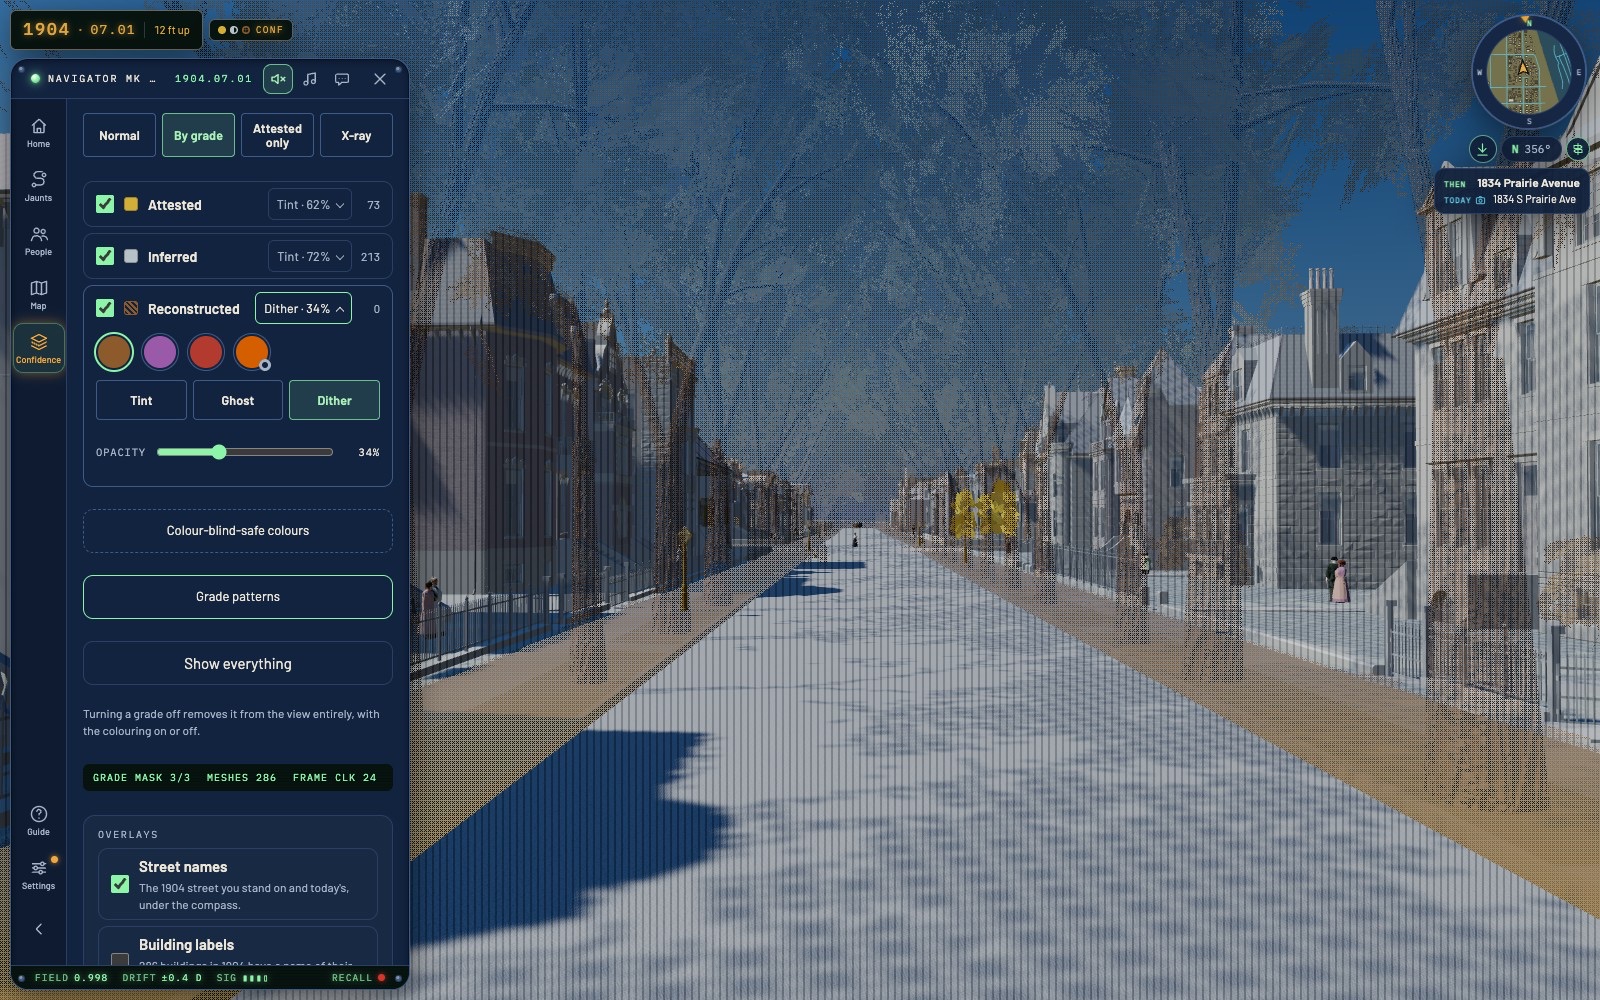 1904 · 07.01 12 ft up CONF
NAVIGATOR MK … 1904.07.01
Home
Jaunts
People
Map
Confidence
Guide
Settings
Normal
By grade
Attested
only
X-ray
Attested Tint · 62% 73
Inferred Tint · 72% 213
Reconstructed Dither · 34% 0
Tint Ghost Dither
OPACITY 34%
Colour-blind-safe colours
Grade patterns
Show everything
Turning a grade off removes it from the view entirely, with
the colouring on or off.
GRADE MASK 3/3 MESHES 286 FRAME CLK 24
OVERLAYS
Street names
The 1904 street you stand on and today's,
under the compass.
Building labels
FIELD 0.998 DRIFT ±0.4 D SIG RECALL
N
W E
S
N 356°
THEN 1834 Prairie Avenue
TODAY 1834 S Prairie Ave